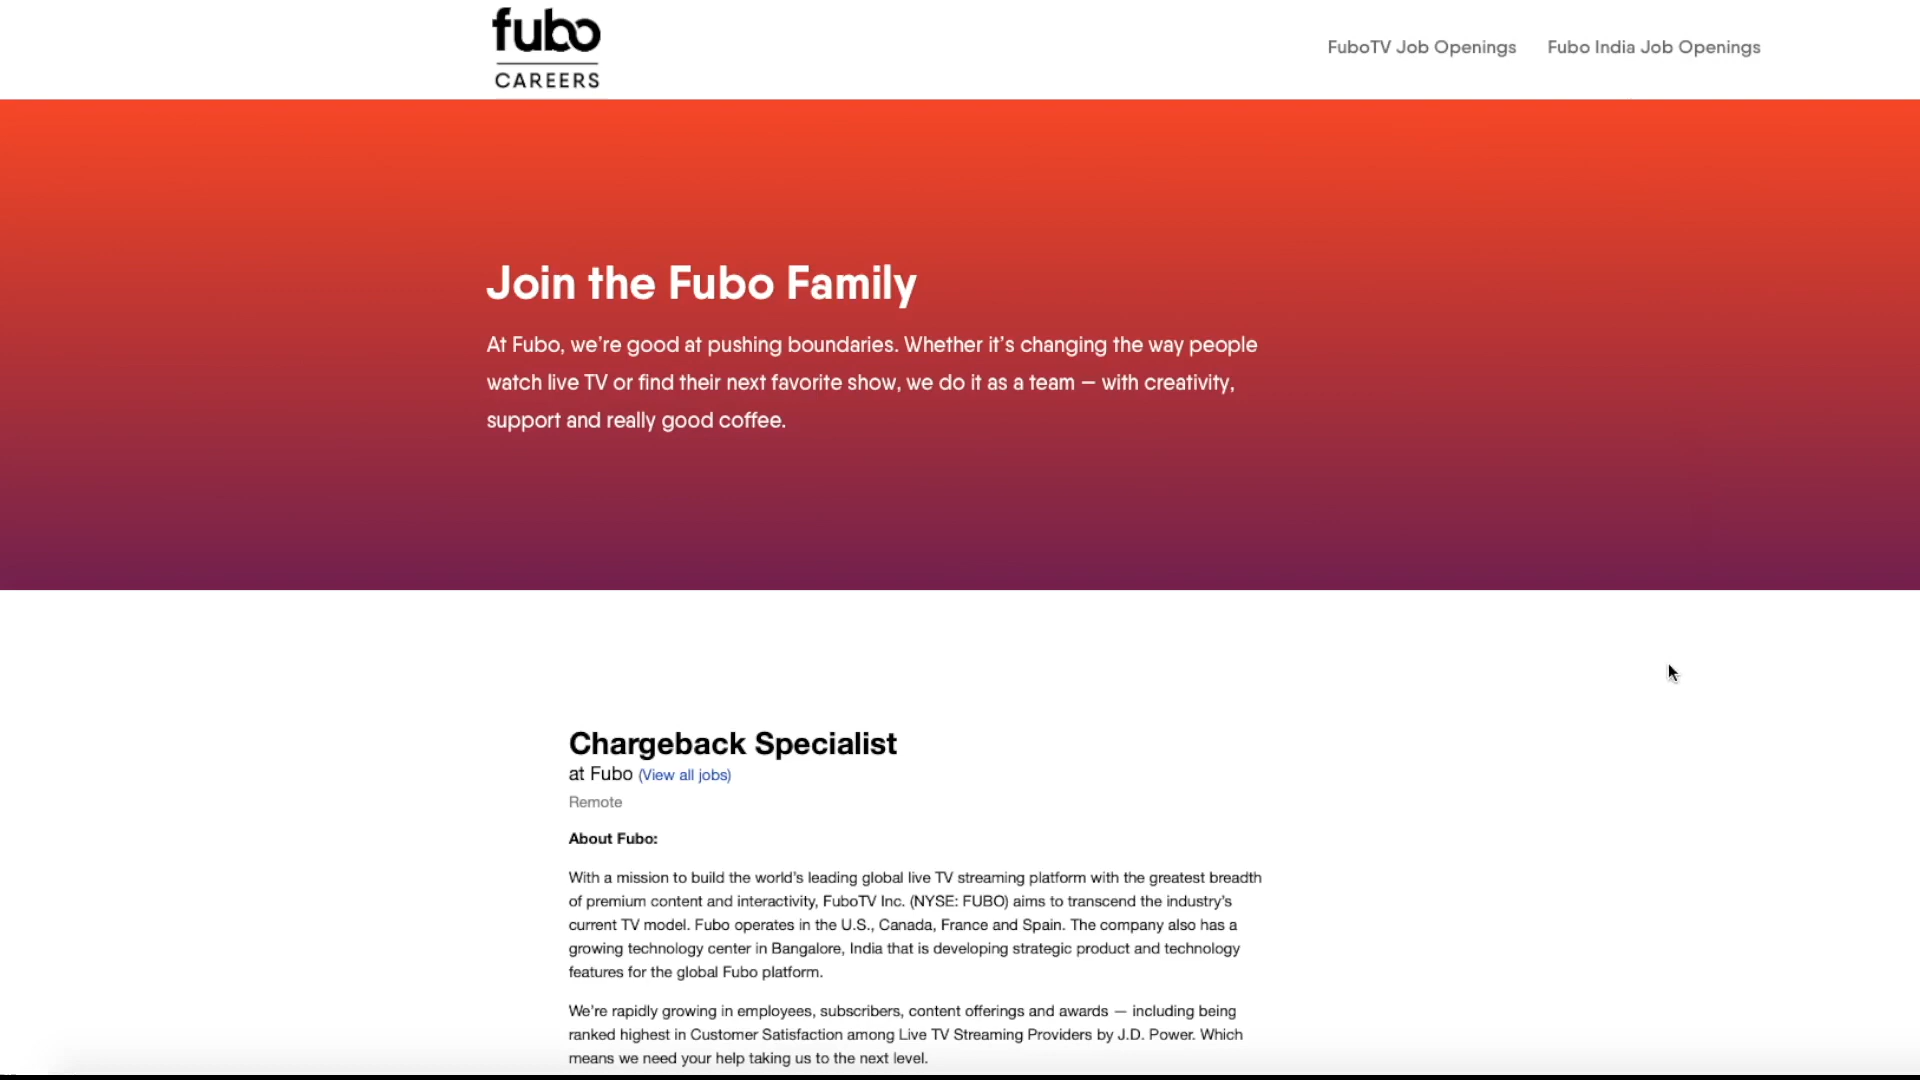 fubo
CAREERS
FuboTV Job Openings
Fubo India Job Openings
Join the Fubo Family
At Fubo, we're good at pushing boundaries. Whether it's changing the way people
watch live TV or find their next favorite show, we do it as a team — with creativity,
support and really good coffee.
Chargeback Specialist
at Fubo (View all jobs)
Remote
About Fubo:
With a mission to build the world's leading global live TV streaming platform with the greatest breadth
of premium content and interactivity, FuboTV Inc. (NYSE: FUBO) aims to transcend the industry's
current TV model. Fubo operates in the U.S., Canada, France and Spain. The company also has a
growing technology center in Bangalore, India that is developing strategic product and technology
features for the global Fubo platform.
We're rapidly growing in employees, subscribers, content offerings and awards — including being
ranked highest in Customer Satisfaction among Live TV Streaming Providers by J.D. Power. Which
means we need your help taking us to the next level.